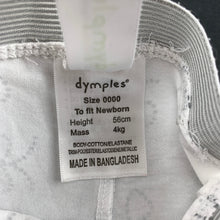 dymples
Size 0000
To fit Newborn
Height 56cm
Mass 4kg
BODY-COTTON/ELASTANE
MADE IN BANGLADESH